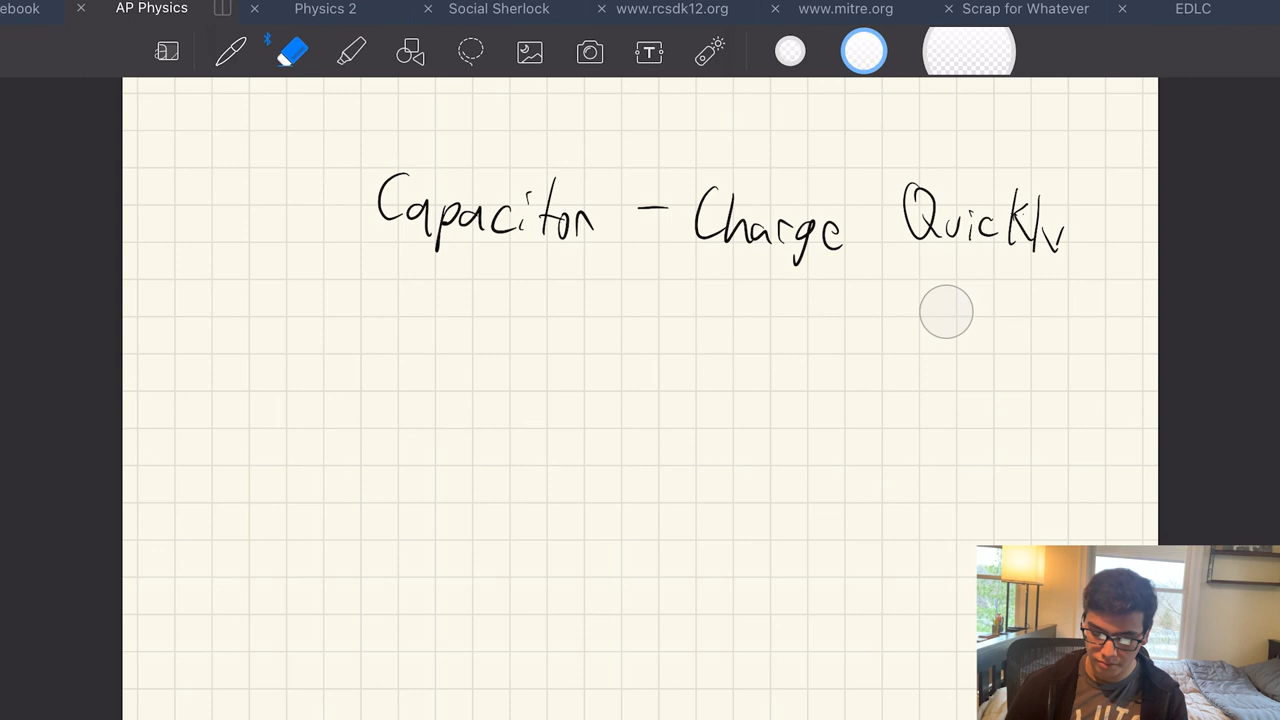 ebook × AP Physics × Physics 2 × Social Sherlock × www.rcsdk12.org × www.mitre.org × Scrap for Whatever × EDLC
T
Capacitor - Charge Quickly